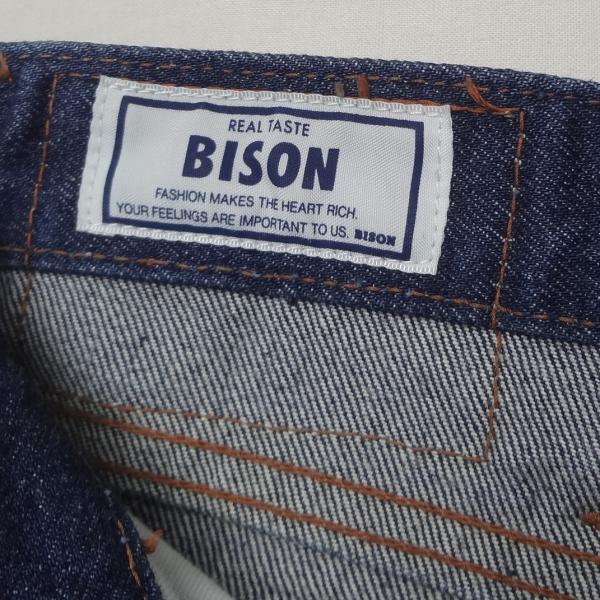 REAL TASTE
BISON
FASHION MAKES THE HEART RICH.
YOUR FEELINGS ARE IMPORTANT TO US. BISON